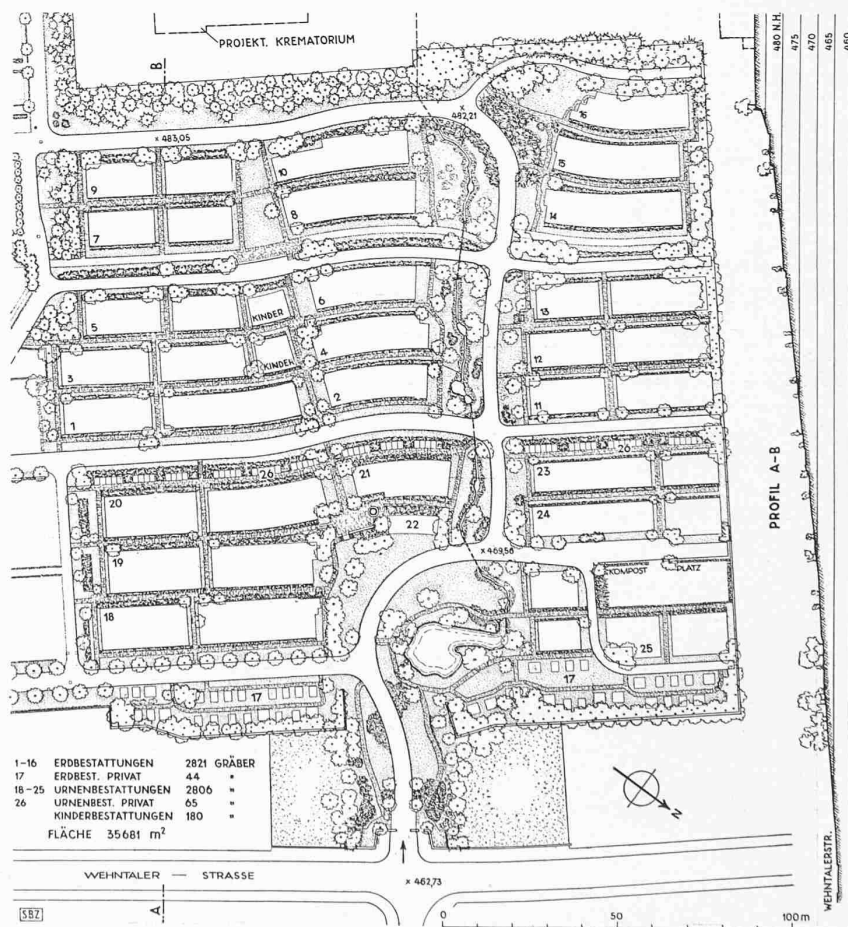 PROJEKT. KREMATORIUM
480 N.H.
475
470
465
460
B
× 483,05
× 482,21
16
15
14
9
10
7
8
5
KINDER
6
13
3
KINDER
4
12
1
2
11
26
21
26
23
20
22
24
× 469,56
19
KOMPOST PLATZ
18
25
17
17
PROFIL A-B
1-16 ERDBESTATTUNGEN 2821 GRÄBER
17 ERDBEST. PRIVAT 44 "
18-25 URNENBESTATTUNGEN 2806 "
26 URNENBEST. PRIVAT 65 "
KINDERBESTATTUNGEN 180 "
FLÄCHE 35681 m²
N
WEHNTALER — STRASSE
× 462,73
WEHNTALERSTR.
SBZ
A
0 50 100 m